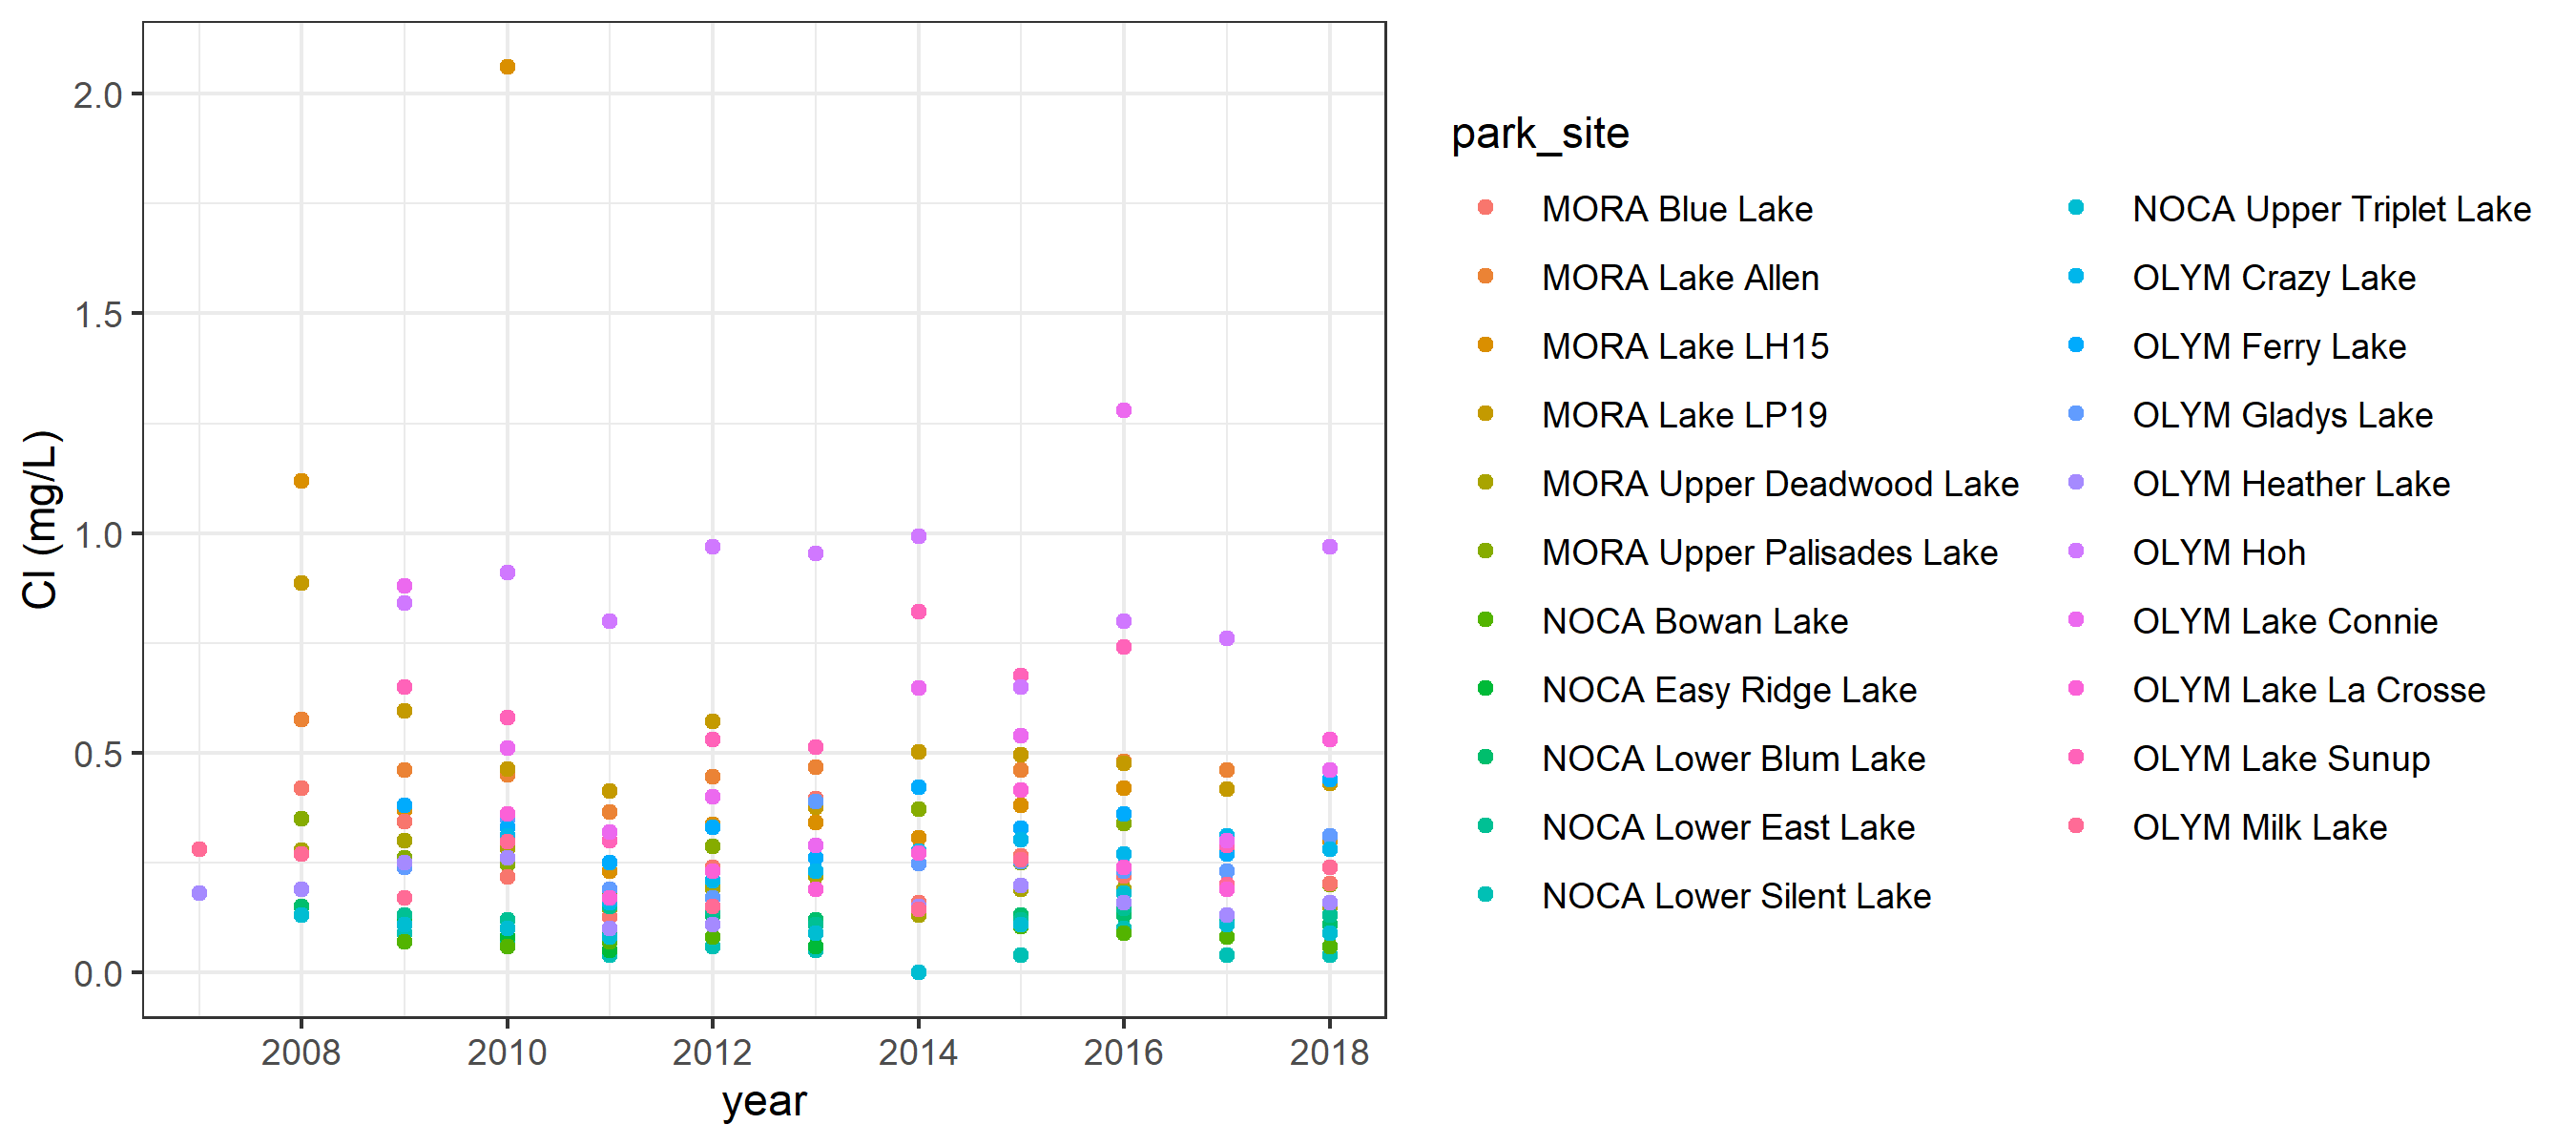 2.0
1.5
1.0
0.5
0.0
Cl (mg/L)
2008 2010 2012 2014 2016 2018
year
park_site
MORA Blue Lake
MORA Lake Allen
MORA Lake LH15
MORA Lake LP19
MORA Upper Deadwood Lake
MORA Upper Palisades Lake
NOCA Bowan Lake
NOCA Easy Ridge Lake
NOCA Lower Blum Lake
NOCA Lower East Lake
NOCA Lower Silent Lake
NOCA Upper Triplet Lake
OLYM Crazy Lake
OLYM Ferry Lake
OLYM Gladys Lake
OLYM Heather Lake
OLYM Hoh
OLYM Lake Connie
OLYM Lake La Crosse
OLYM Lake Sunup
OLYM Milk Lake